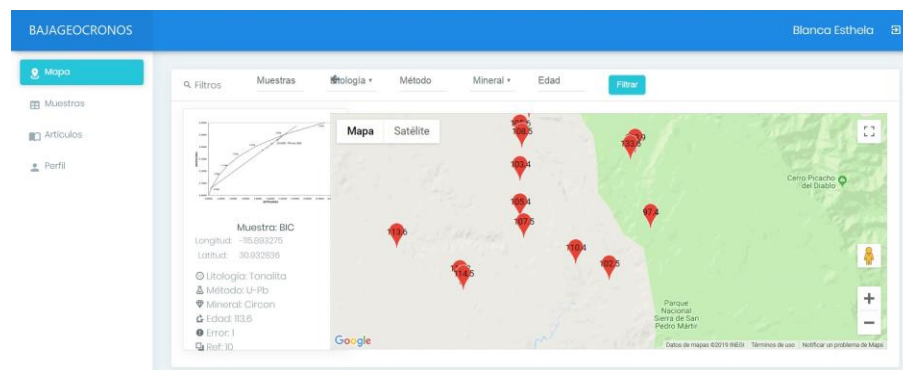 BAJAGEOCRONOS
Blanca Esthela
Mapa
Muestras
Artículos
Perfil
Filtros
Muestras
Litología
Método
Mineral
Edad
Filtrar
Mapa
Satélite
108,5
133,5
103,4
105,4
107,5
97,4
113,6
110,4
102,5
114,5
Cerro Picacho del Diablo
Parque
Nacional
Sierra de San
Pedro Mártir
Google
Datos de mapas ©2019 INEGI
Términos de uso
Notificar un problema de Maps
Muestra: BIC
Longitud: -115.893275
Latitud: 30.932836
Litología: Tonalita
Método: U-Pb
Mineral: Circon
Edad: 113.6
Error: 1
Ref: 10